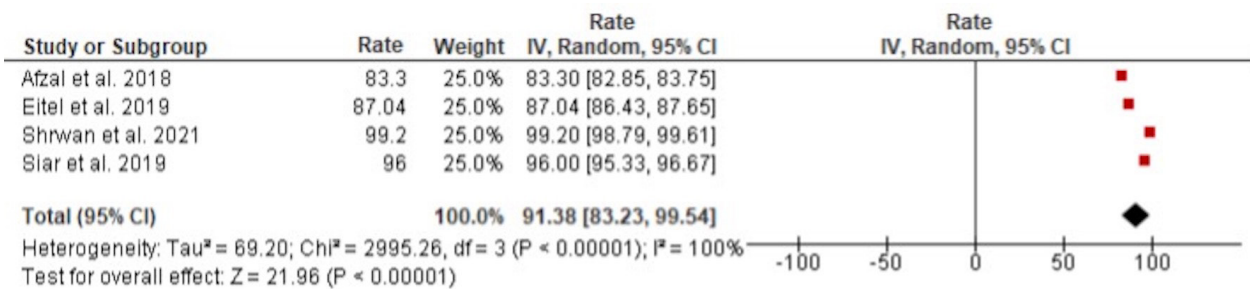 Rate Rate
Study or Subgroup Rate Weight IV, Random, 95% CI IV, Random, 95% CI
Afzal et al. 2018 83.3 25.0% 83.30 [82.85, 83.75]
Eitel et al. 2019 87.04 25.0% 87.04 [86.43, 87.65]
Shrwan et al. 2021 99.2 25.0% 99.20 [98.79, 99.61]
Siar et al. 2019 96 25.0% 96.00 [95.33, 96.67]
Total (95% CI) 100.0% 91.38 [83.23, 99.54]
Heterogeneity: Tau² = 69.20; Chi² = 2995.26, df = 3 (P < 0.00001); I² = 100%
-100 -50 0 50 100
Test for overall effect: Z = 21.96 (P < 0.00001)